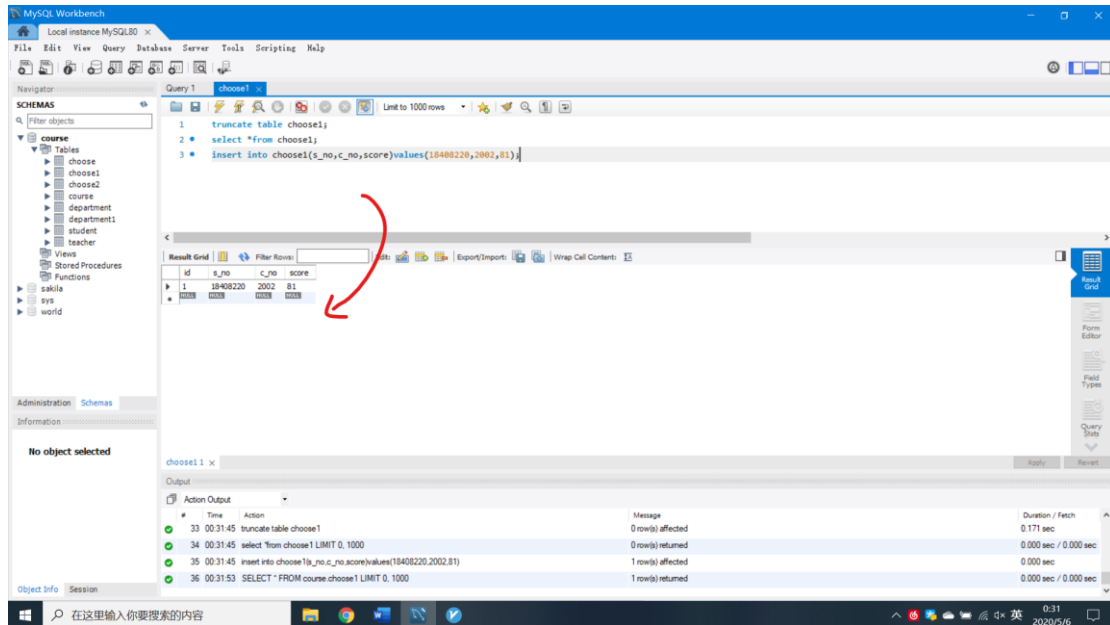 MySQL Workbench
Local instance MySQL80 ×
File Edit View Query Database Server Tools Scripting Help
Navigator
Query 1 choose1 ×
SCHEMAS
Limit to 1000 rows
Filter objects
1 truncate table choose1;
2 select *from choose1;
3 insert into choose1(s_no,c_no,score)values(18408220,2002,81);
course
Tables
choose
choose1
choose2
course
department
department1
student
teacher
Views
Stored Procedures
Functions
sakila
sys
world
Result Grid Filter Rows: Edit: Export/Import: Wrap Cell Content:
id s_no c_no score
1 18408220 2002 81
NULL NULL NULL NULL
Result Grid
Form Editor
Field Types
Query Stats
Administration Schemas
Information
No object selected
choose1 1 ×
Apply Revert
Output
Action Output
# Time Action Message Duration / Fetch
33 00:31:45 truncate table choose1 0 row(s) affected 0.171 sec
34 00:31:45 select *from choose1 LIMIT 0, 1000 0 row(s) returned 0.000 sec / 0.000 sec
35 00:31:45 insert into choose1(s_no,c_no,score)values(18408220,2002,81) 1 row(s) affected 0.000 sec
36 00:31:53 SELECT * FROM course.choose1 LIMIT 0, 1000 1 row(s) returned 0.000 sec / 0.000 sec
Object Info Session
在这里输入你要搜索的内容
英
0:31
2020/5/6